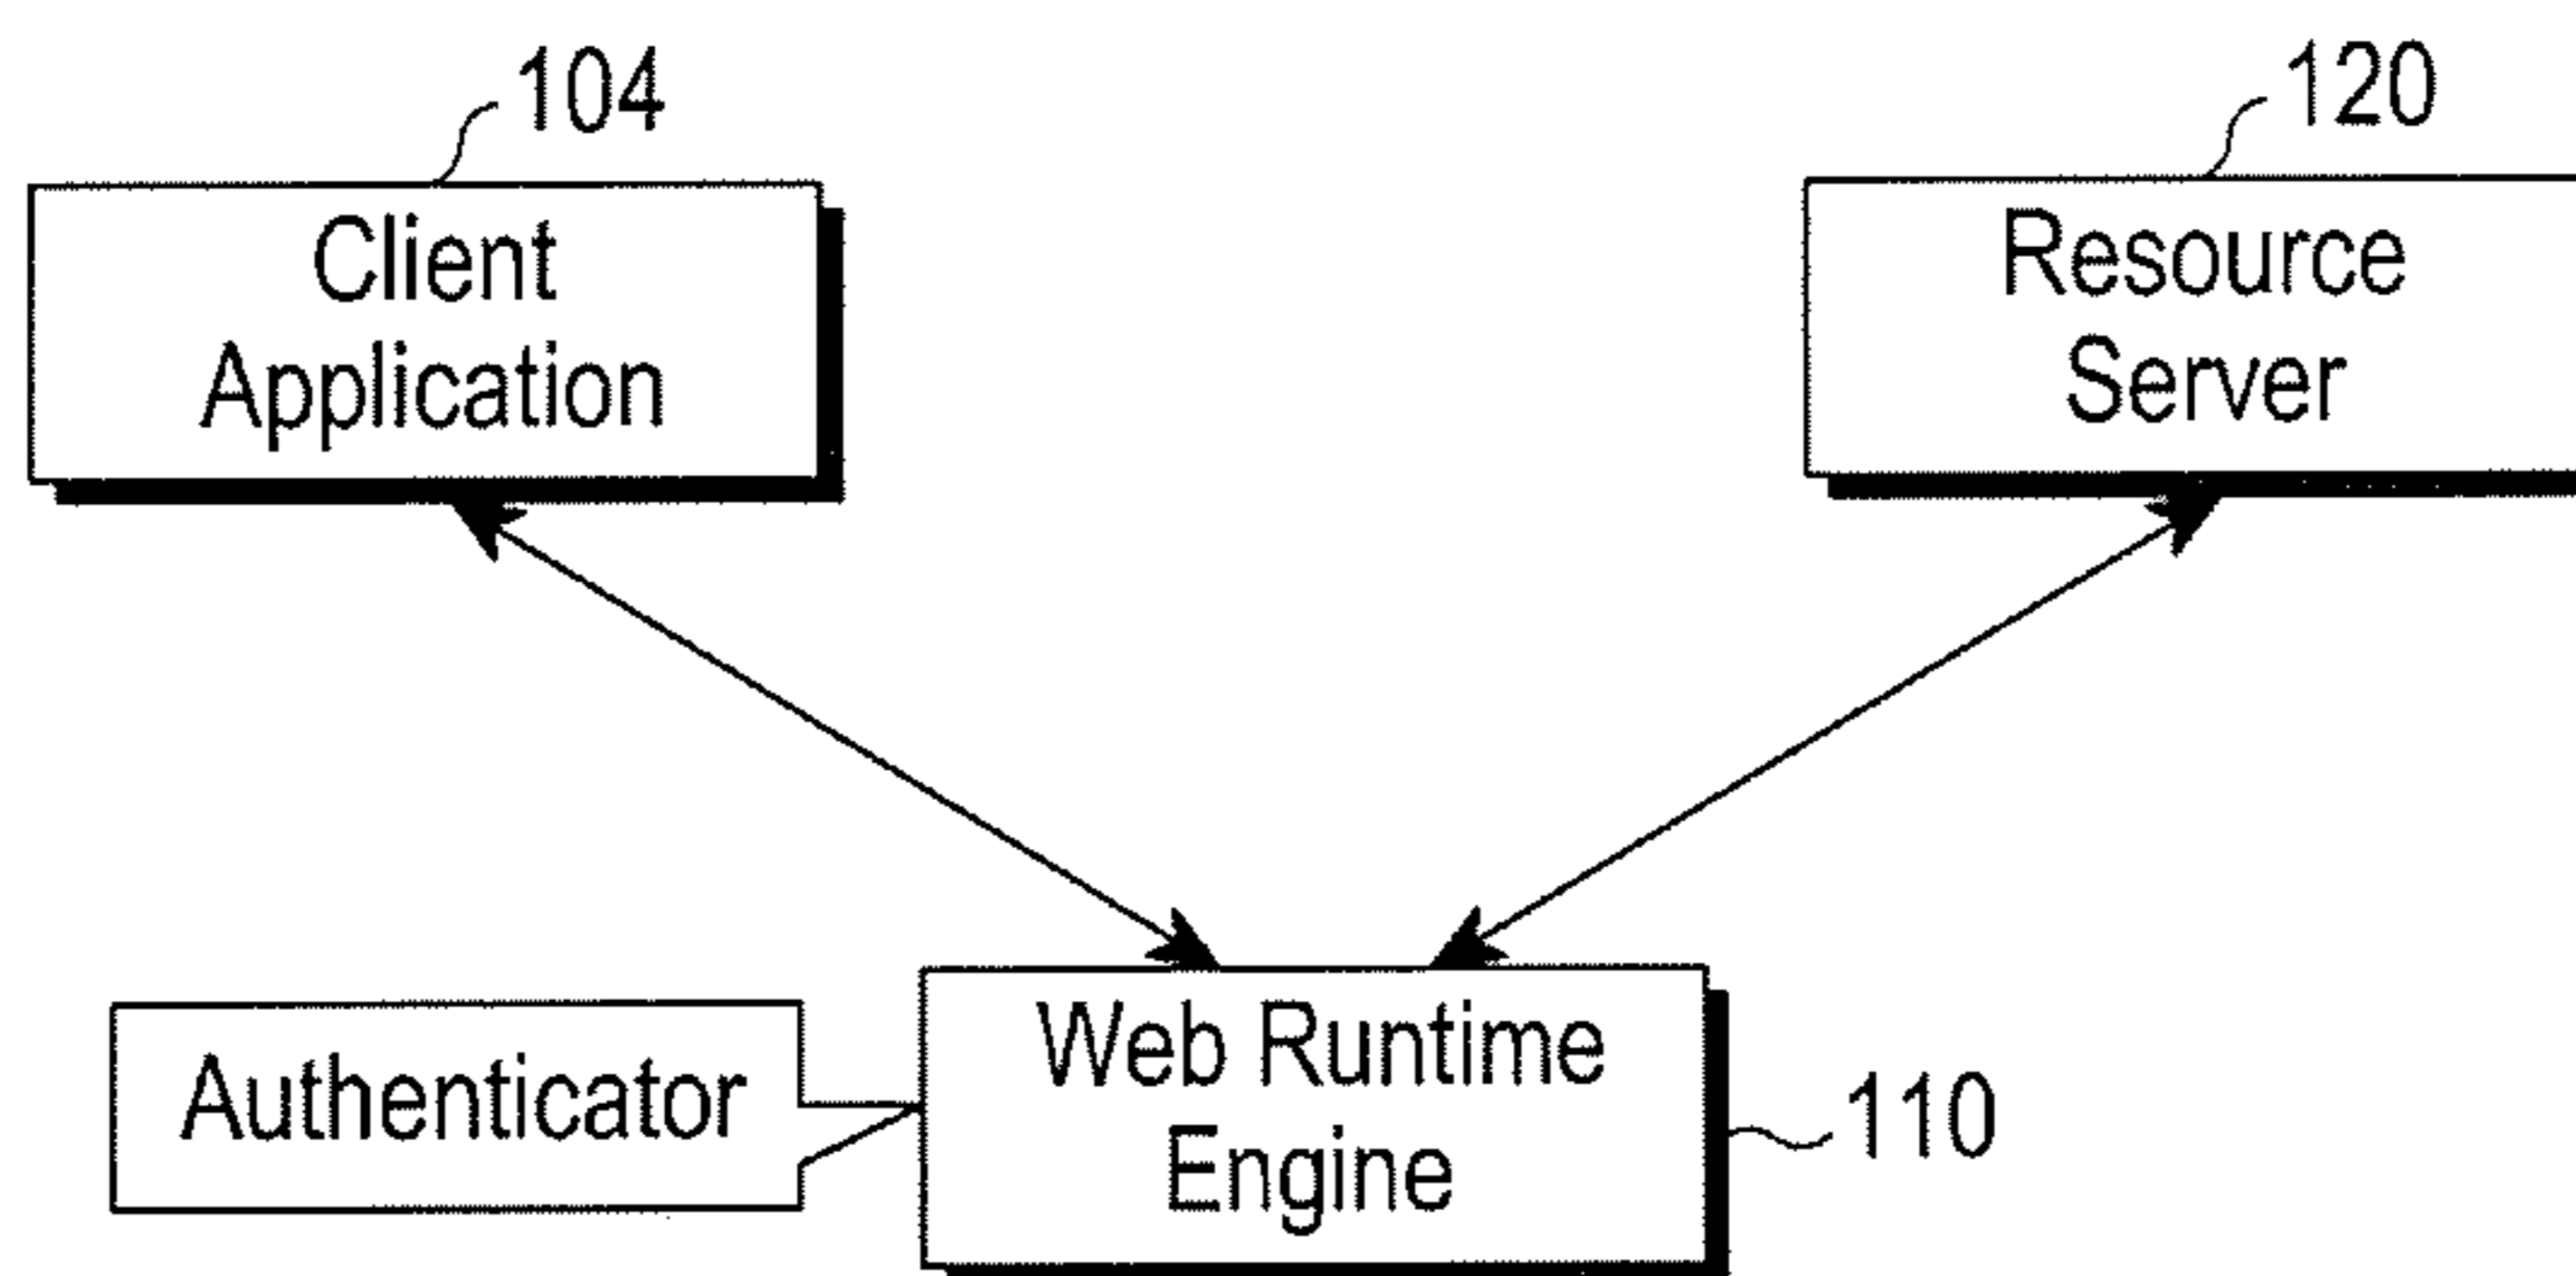 104
120
Client
Application
Resource
Server
Authenticator
Web Runtime
Engine
110